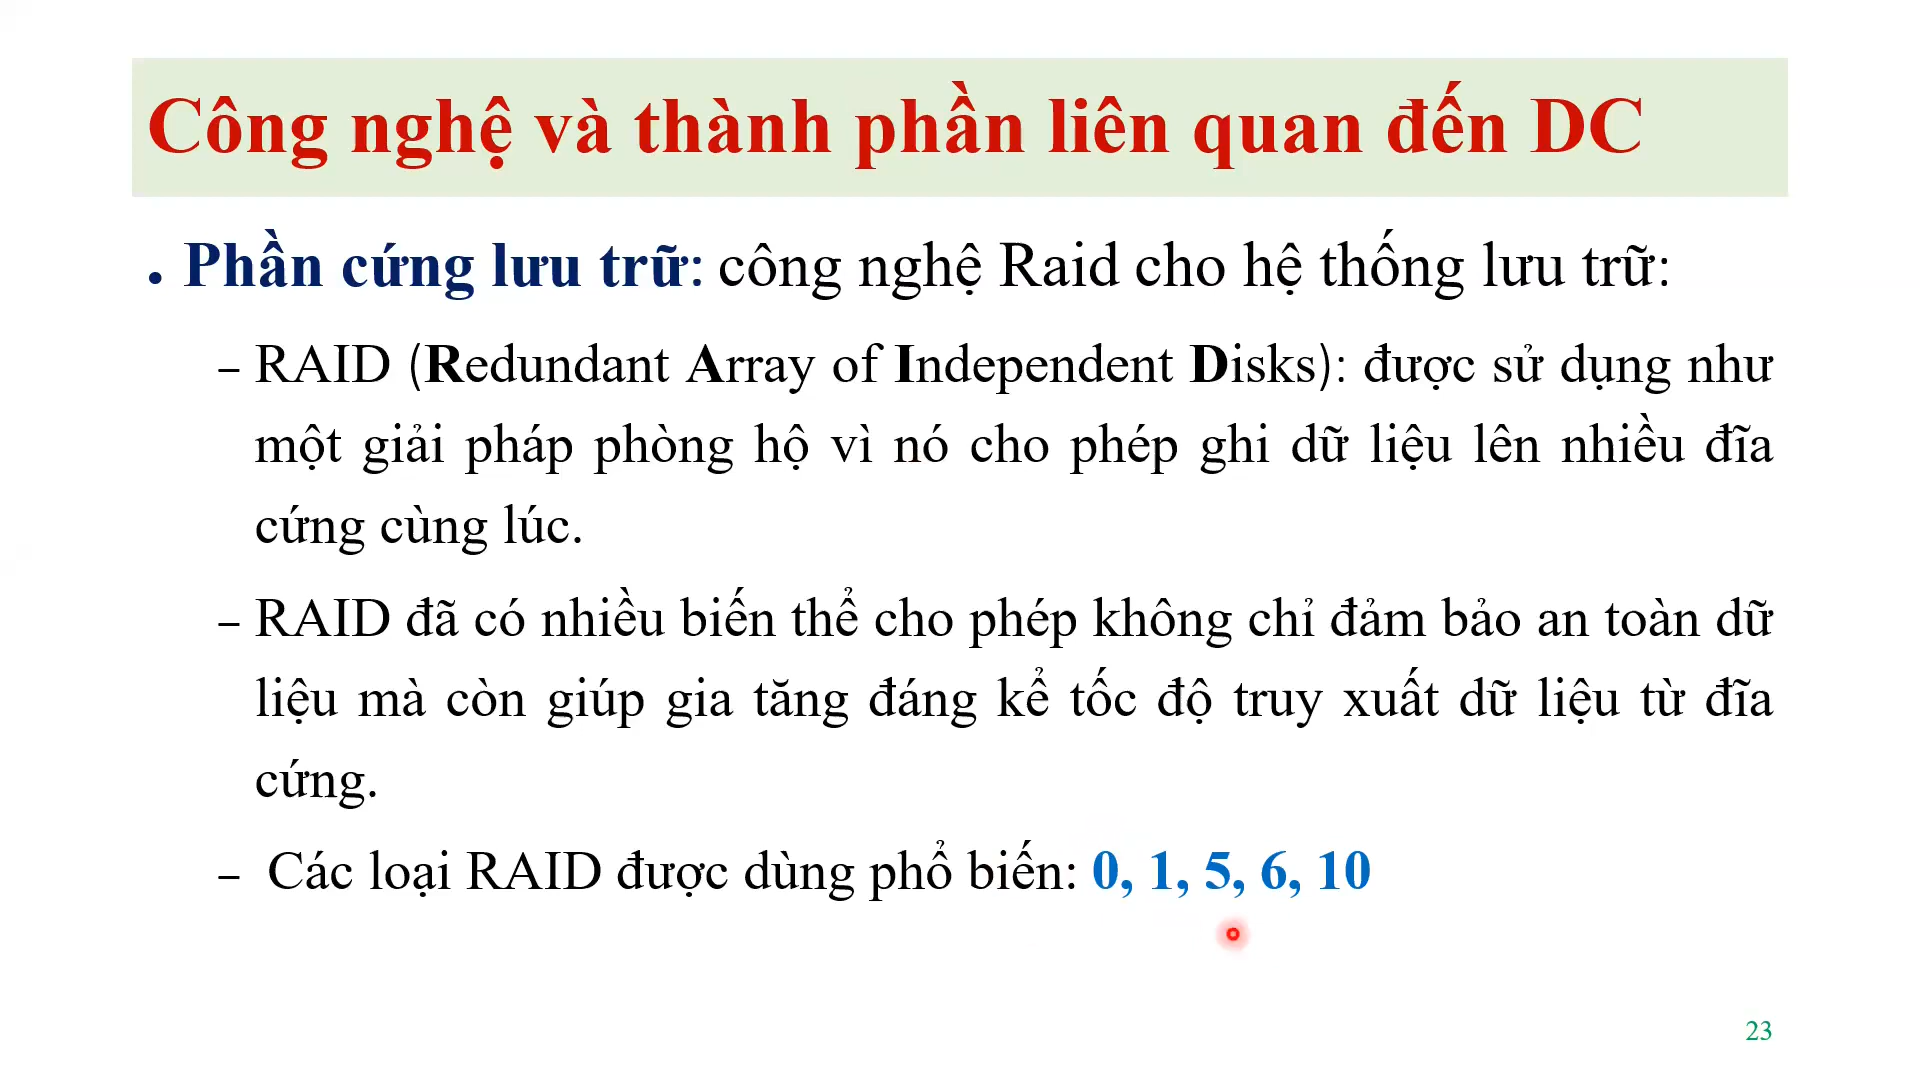 Công nghệ và thành phần liên quan đến DC
• Phần cứng lưu trữ: công nghệ Raid cho hệ thống lưu trữ:
– RAID (Redundant Array of Independent Disks): được sử dụng như
một giải pháp phòng hộ vì nó cho phép ghi dữ liệu lên nhiều đĩa
cứng cùng lúc.
– RAID đã có nhiều biến thể cho phép không chỉ đảm bảo an toàn dữ
liệu mà còn giúp gia tăng đáng kể tốc độ truy xuất dữ liệu từ đĩa
cứng.
– Các loại RAID được dùng phổ biến: 0, 1, 5, 6, 10
23